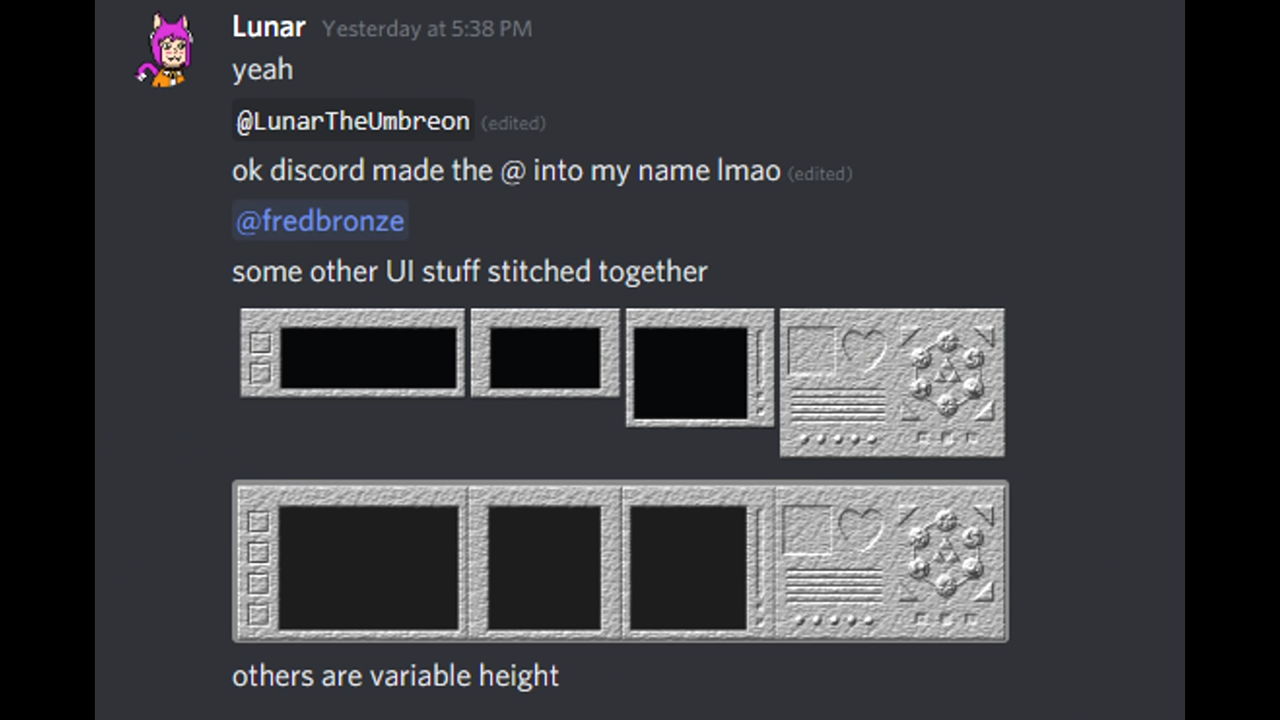 Lunar Yesterday at 5:38 PM
yeah
@LunarTheUmbreon (edited)
ok discord made the @ into my name lmao (edited)
@fredbronze
some other UI stuff stitched together
others are variable height